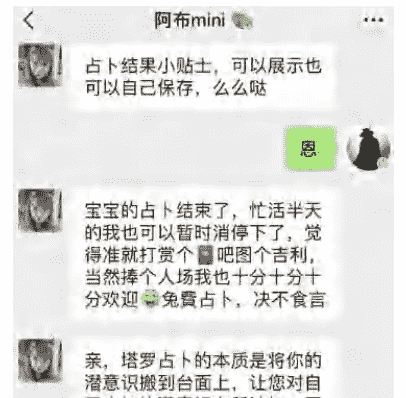 阿布mini
占卜结果小贴士，可以展示也
可以自己保存，么么哒
恩
宝宝的占卜结束了，忙活半天
的我也可以暂时消停下了，觉
得准就打赏个🧧吧图个吉利，
当然捧个人场我也十分十分十
分欢迎😄免費占卜，决不食言
亲，塔罗占卜的本质是将你的
潜意识搬到台面上，让您对自